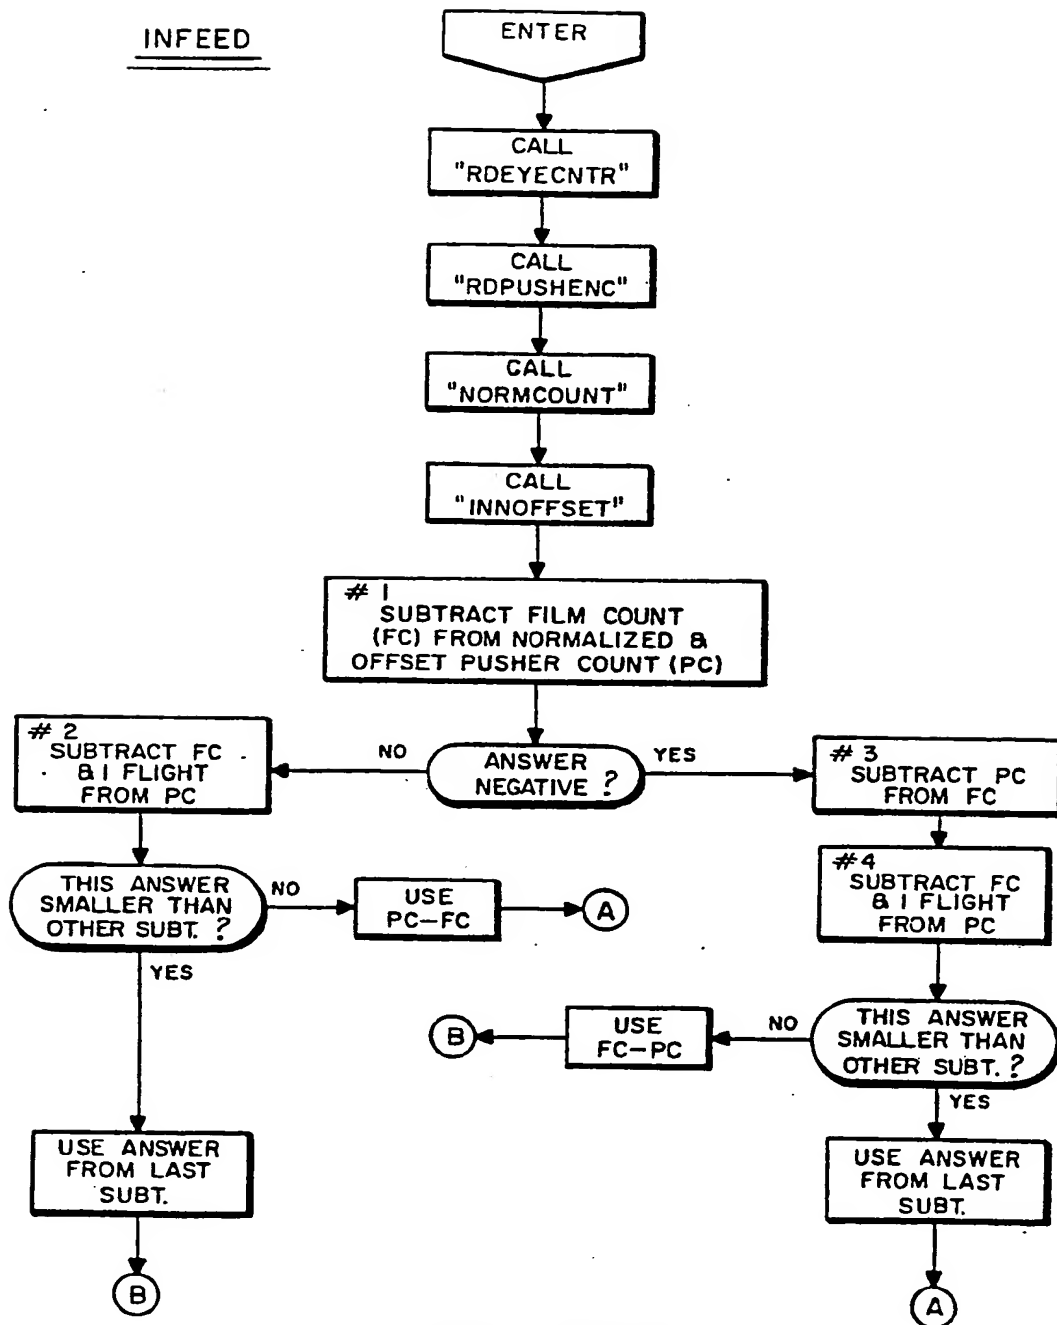 INFEED
ENTER
CALL
"RDEYECNTR"
CALL
"RDPUSHENC"
CALL
"NORMCOUNT"
CALL
"INNOFFSET"
# 1
SUBTRACT FILM COUNT
(FC) FROM NORMALIZED &
OFFSET PUSHER COUNT (PC)
ANSWER
NEGATIVE ?
NO
YES
# 2
SUBTRACT FC
& 1 FLIGHT
FROM PC
# 3
SUBTRACT PC
FROM FC
THIS ANSWER
SMALLER THAN
OTHER SUBT. ?
NO
USE
PC-FC
A
YES
#4
SUBTRACT FC
& 1 FLIGHT
FROM PC
B
USE
FC-PC
NO
THIS ANSWER
SMALLER THAN
OTHER SUBT. ?
YES
USE ANSWER
FROM LAST
SUBT.
B
USE ANSWER
FROM LAST
SUBT.
A